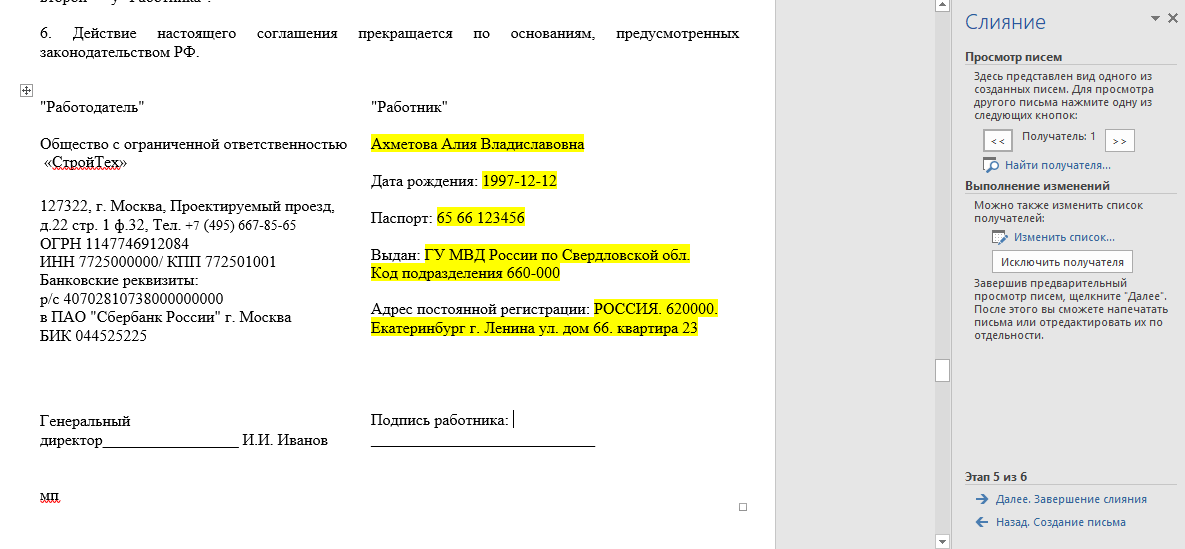 6. Действие настоящего соглашения прекращается по основаниям, предусмотренных
законодательством РФ.
"Работодатель"
Общество с ограниченной ответственностью
«СтройТех»
127322, г. Москва, Проектируемый проезд,
д.22 стр. 1 ф.32, Тел. +7 (495) 667-85-65
ОГРН 1147746912084
ИНН 7725000000/ КПП 772501001
Банковские реквизиты:
р/с 40702810738000000000
в ПАО "Сбербанк России" г. Москва
БИК 044525225
Генеральный
директор__________________ И.И. Иванов
мп
"Работник"
Ахметова Алия Владиславовна
Дата рождения: 1997-12-12
Паспорт: 65 66 123456
Выдан: ГУ МВД России по Свердловской обл.
Код подразделения 660-000
Адрес постоянной регистрации: РОССИЯ. 620000.
Екатеринбург г. Ленина ул. дом 66. квартира 23
Подпись работника:
Слияние
Просмотр писем
Здесь представлен вид одного из
созданных писем. Для просмотра
другого письма нажмите одну из
следующих кнопок:
<< Получатель: 1 >>
Найти получателя...
Выполнение изменений
Можно также изменить список
получателей:
Изменить список...
Исключить получателя
Завершив предварительный
просмотр писем, щелкните "Далее".
После этого вы сможете напечатать
письма или отредактировать их по
отдельности.
Этап 5 из 6
Далее. Завершение слияния
Назад. Создание письма